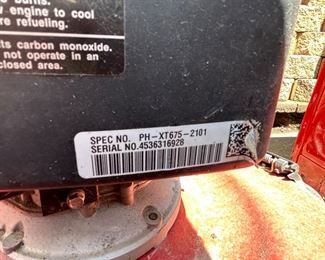 w engine to cool
re refueling.
its carbon monoxide.
not operate in an
closed area.
SPEC NO. PH-XT675-2101
SERIAL NO.4536316928